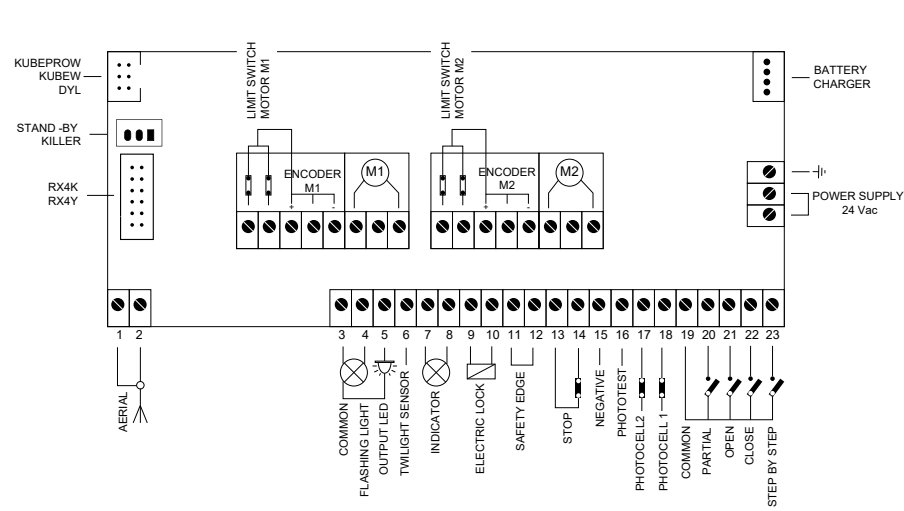 LIMIT SWITCH
MOTOR M1
LIMIT SWITCH
MOTOR M2
KUBEPROW
KUBEW
DYL
BATTERY
CHARGER
STAND -BY
KILLER
RX4K
RX4Y
ENCODER
M1
+ -
M1
ENCODER
M2
+ -
M2
POWER SUPPLY
24 Vac
1 2 3 4 5 6 7 8 9 10 11 12 13 14 15 16 17 18 19 20 21 22 23
AERIAL
COMMON
FLASHING LIGHT
OUTPUT LED
TWILIGHT SENSOR
INDICATOR
ELECTRIC LOCK
SAFETY EDGE
STOP
NEGATIVE
PHOTOTEST
PHOTOCELL2
PHOTOCELL 1
COMMON
PARTIAL
OPEN
CLOSE
STEP BY STEP